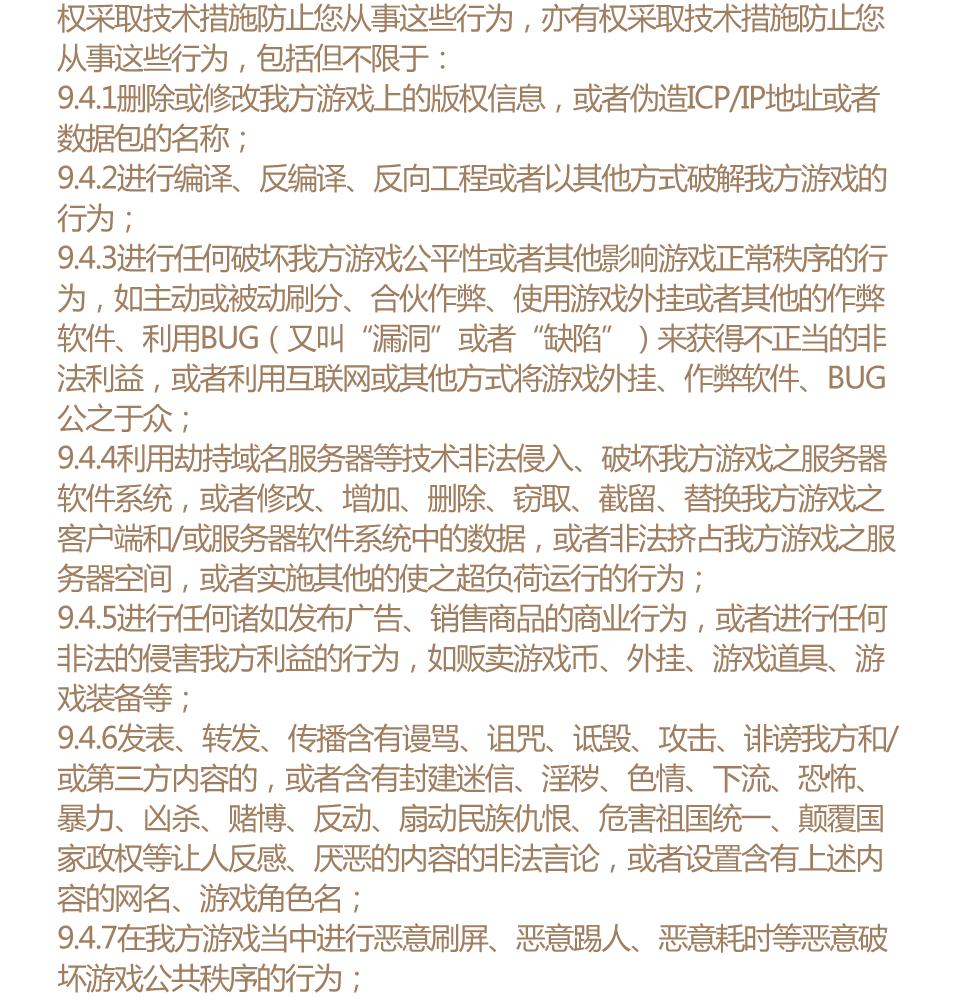 权采取技术措施防止您从事这些行为，亦有权采取技术措施防止您
从事这些行为，包括但不限于：
9.4.1删除或修改我方游戏上的版权信息，或者伪造ICP/IP地址或者
数据包的名称；
9.4.2进行编译、反编译、反向工程或者以其他方式破解我方游戏的
行为；
9.4.3进行任何破坏我方游戏公平性或者其他影响游戏正常秩序的行
为，如主动或被动刷分、合伙作弊、使用游戏外挂或者其他的作弊
软件、利用BUG（又叫“漏洞”或者“缺陷”）来获得不正当的非
法利益，或者利用互联网或其他方式将游戏外挂、作弊软件、BUG
公之于众；
9.4.4利用劫持域名服务器等技术非法侵入、破坏我方游戏之服务器
软件系统，或者修改、增加、删除、窃取、截留、替换我方游戏之
客户端和/或服务器软件系统中的数据，或者非法挤占我方游戏之服
务器空间，或者实施其他的使之超负荷运行的行为；
9.4.5进行任何诸如发布广告、销售商品的商业行为，或者进行任何
非法的侵害我方利益的行为，如贩卖游戏币、外挂、游戏道具、游
戏装备等；
9.4.6发表、转发、传播含有谩骂、诅咒、诋毁、攻击、诽谤我方和/
或第三方内容的，或者含有封建迷信、淫秽、色情、下流、恐怖、
暴力、凶杀、赌博、反动、扇动民族仇恨、危害祖国统一、颠覆国
家政权等让人反感、厌恶的内容的非法言论，或者设置含有上述内
容的网名、游戏角色名；
9.4.7在我方游戏当中进行恶意刷屏、恶意踢人、恶意耗时等恶意破
坏游戏公共秩序的行为；